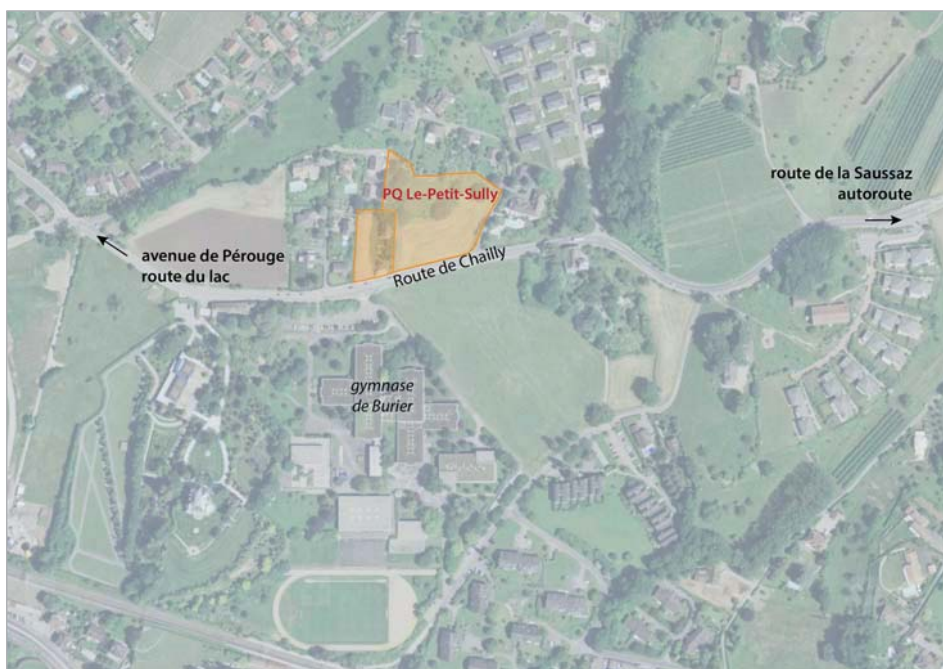 route de la Saussaz
autoroute
PQ Le-Petit-Sully
avenue de Pérouge
route du lac
Route de Chailly
gymnase
de Burier